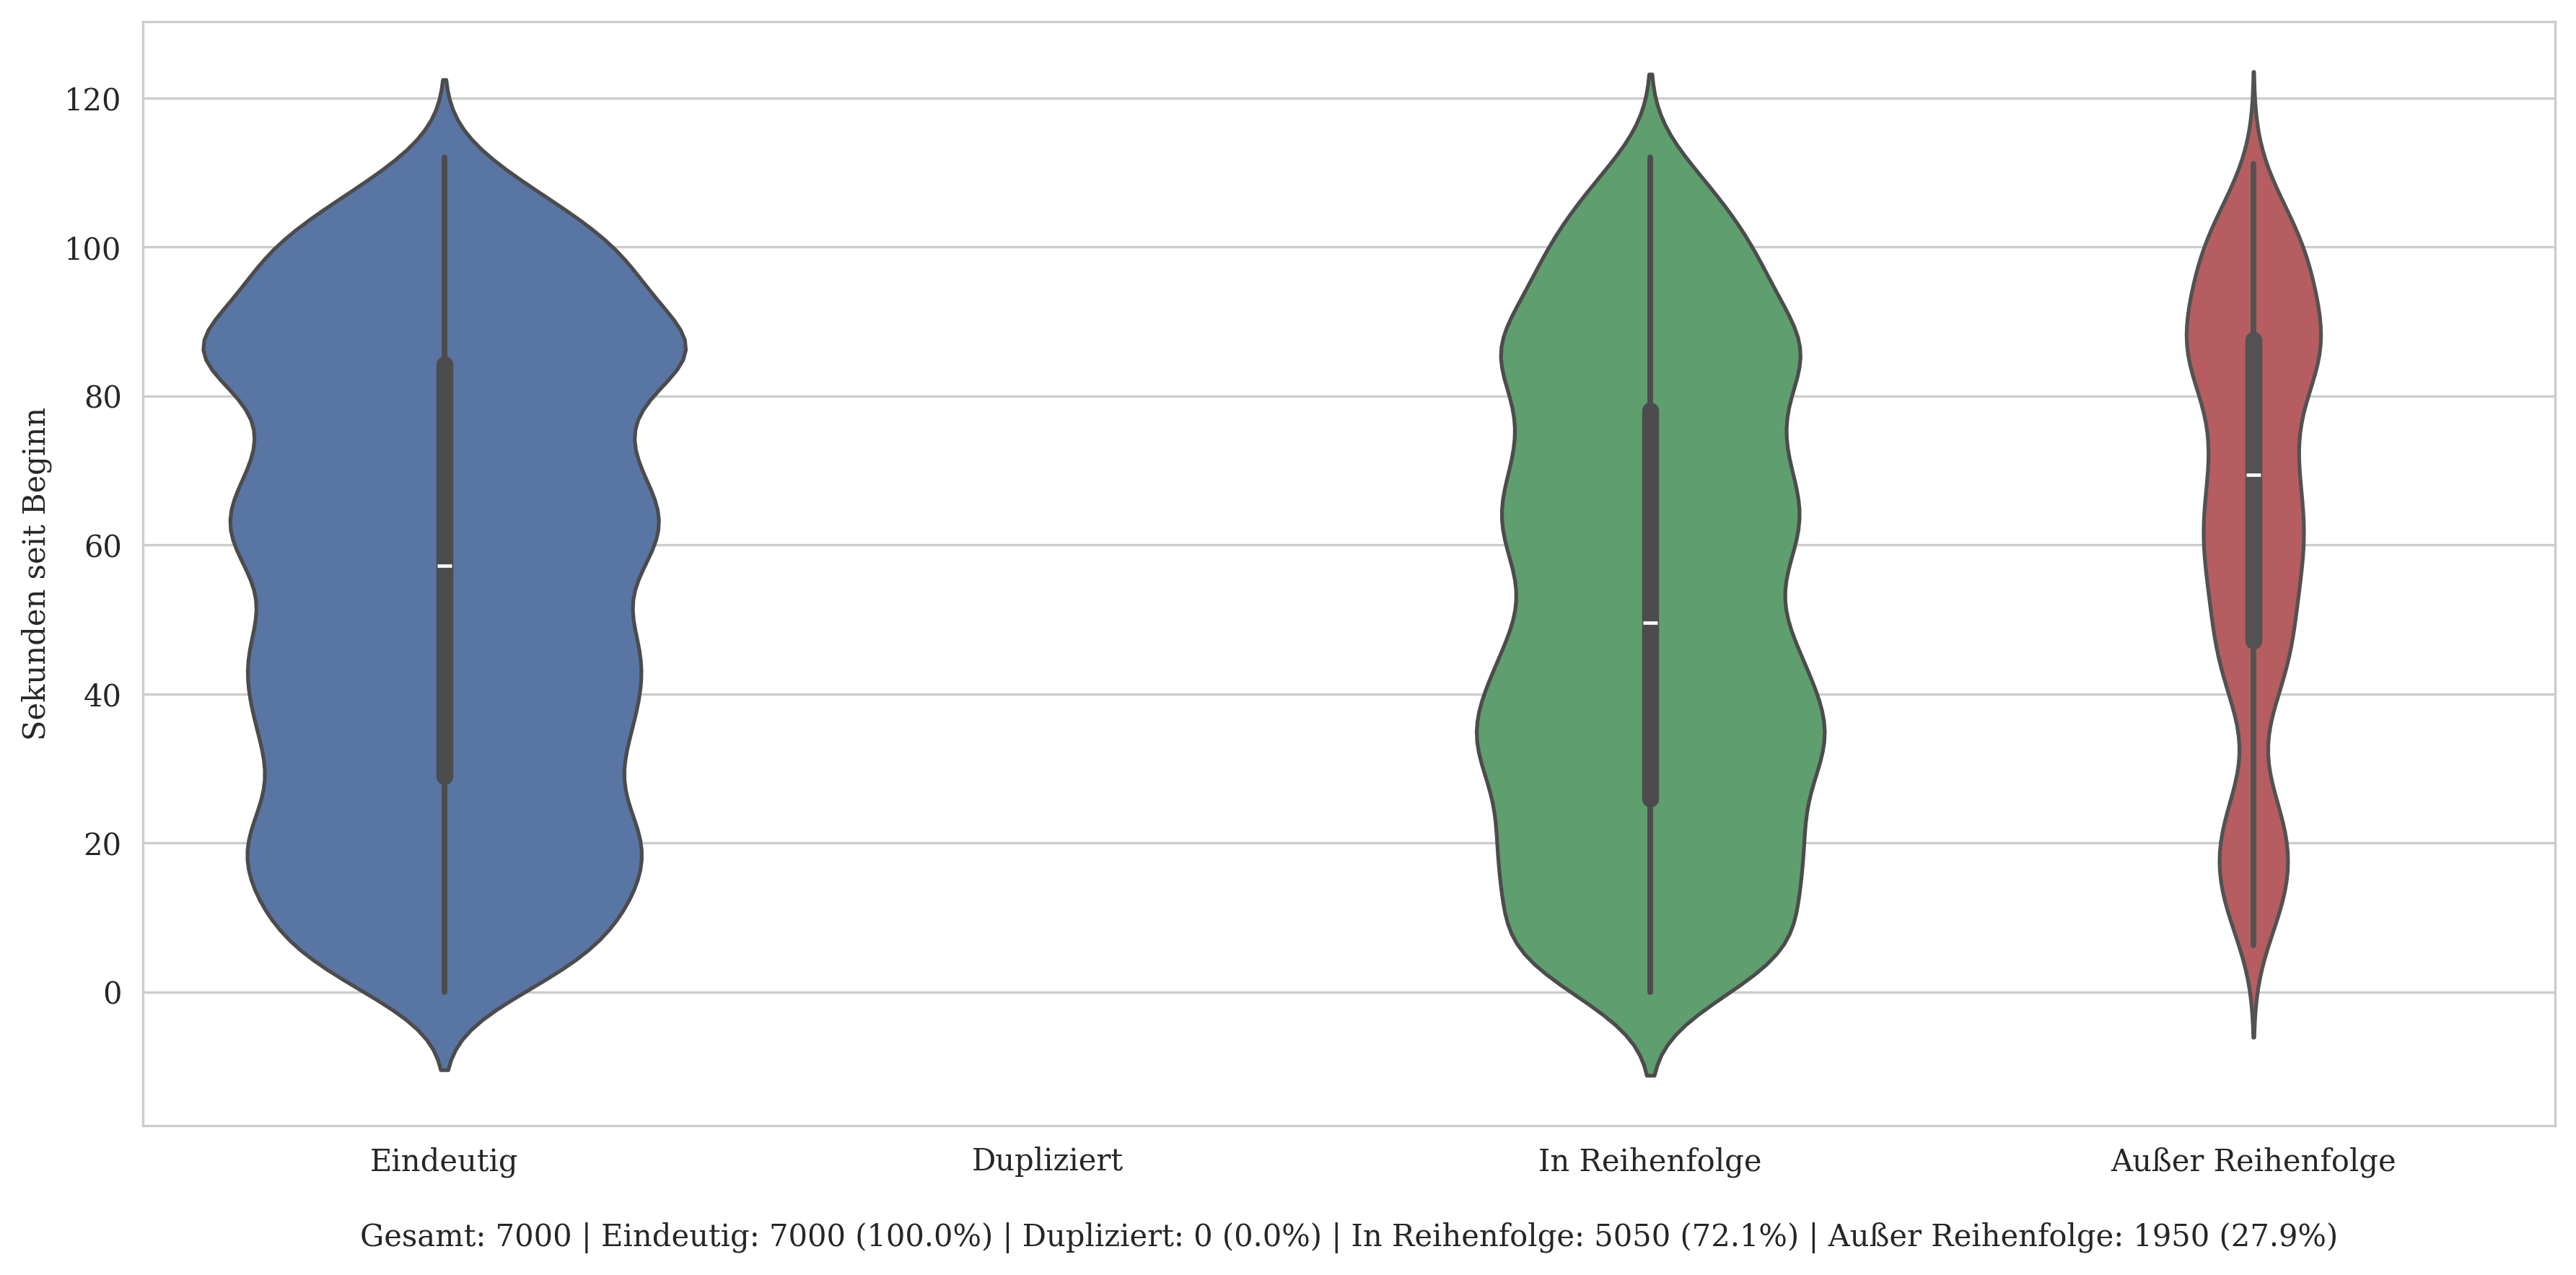 Sekunden seit Beginn
120
100
80
60
40
20
0
Eindeutig
Dupliziert
In Reihenfolge
Außer Reihenfolge
Gesamt: 7000 | Eindeutig: 7000 (100.0%) | Dupliziert: 0 (0.0%) | In Reihenfolge: 5050 (72.1%) | Außer Reihenfolge: 1950 (27.9%)